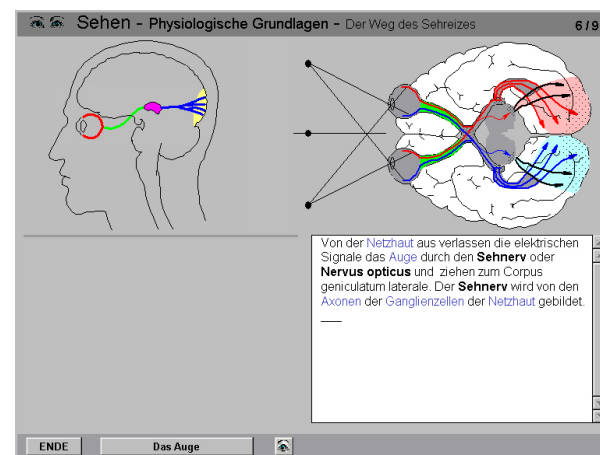 Sehen - Physiologische Grundlagen - Der Weg des Sehreizes 6/9
Von der Netzhaut aus verlassen die elektrischen
Signale das Auge durch den Sehnerv oder
Nervus opticus und ziehen zum Corpus
geniculatum laterale. Der Sehnerv wird von den
Axonen der Ganglienzellen der Netzhaut gebildet.
ENDE Das Auge